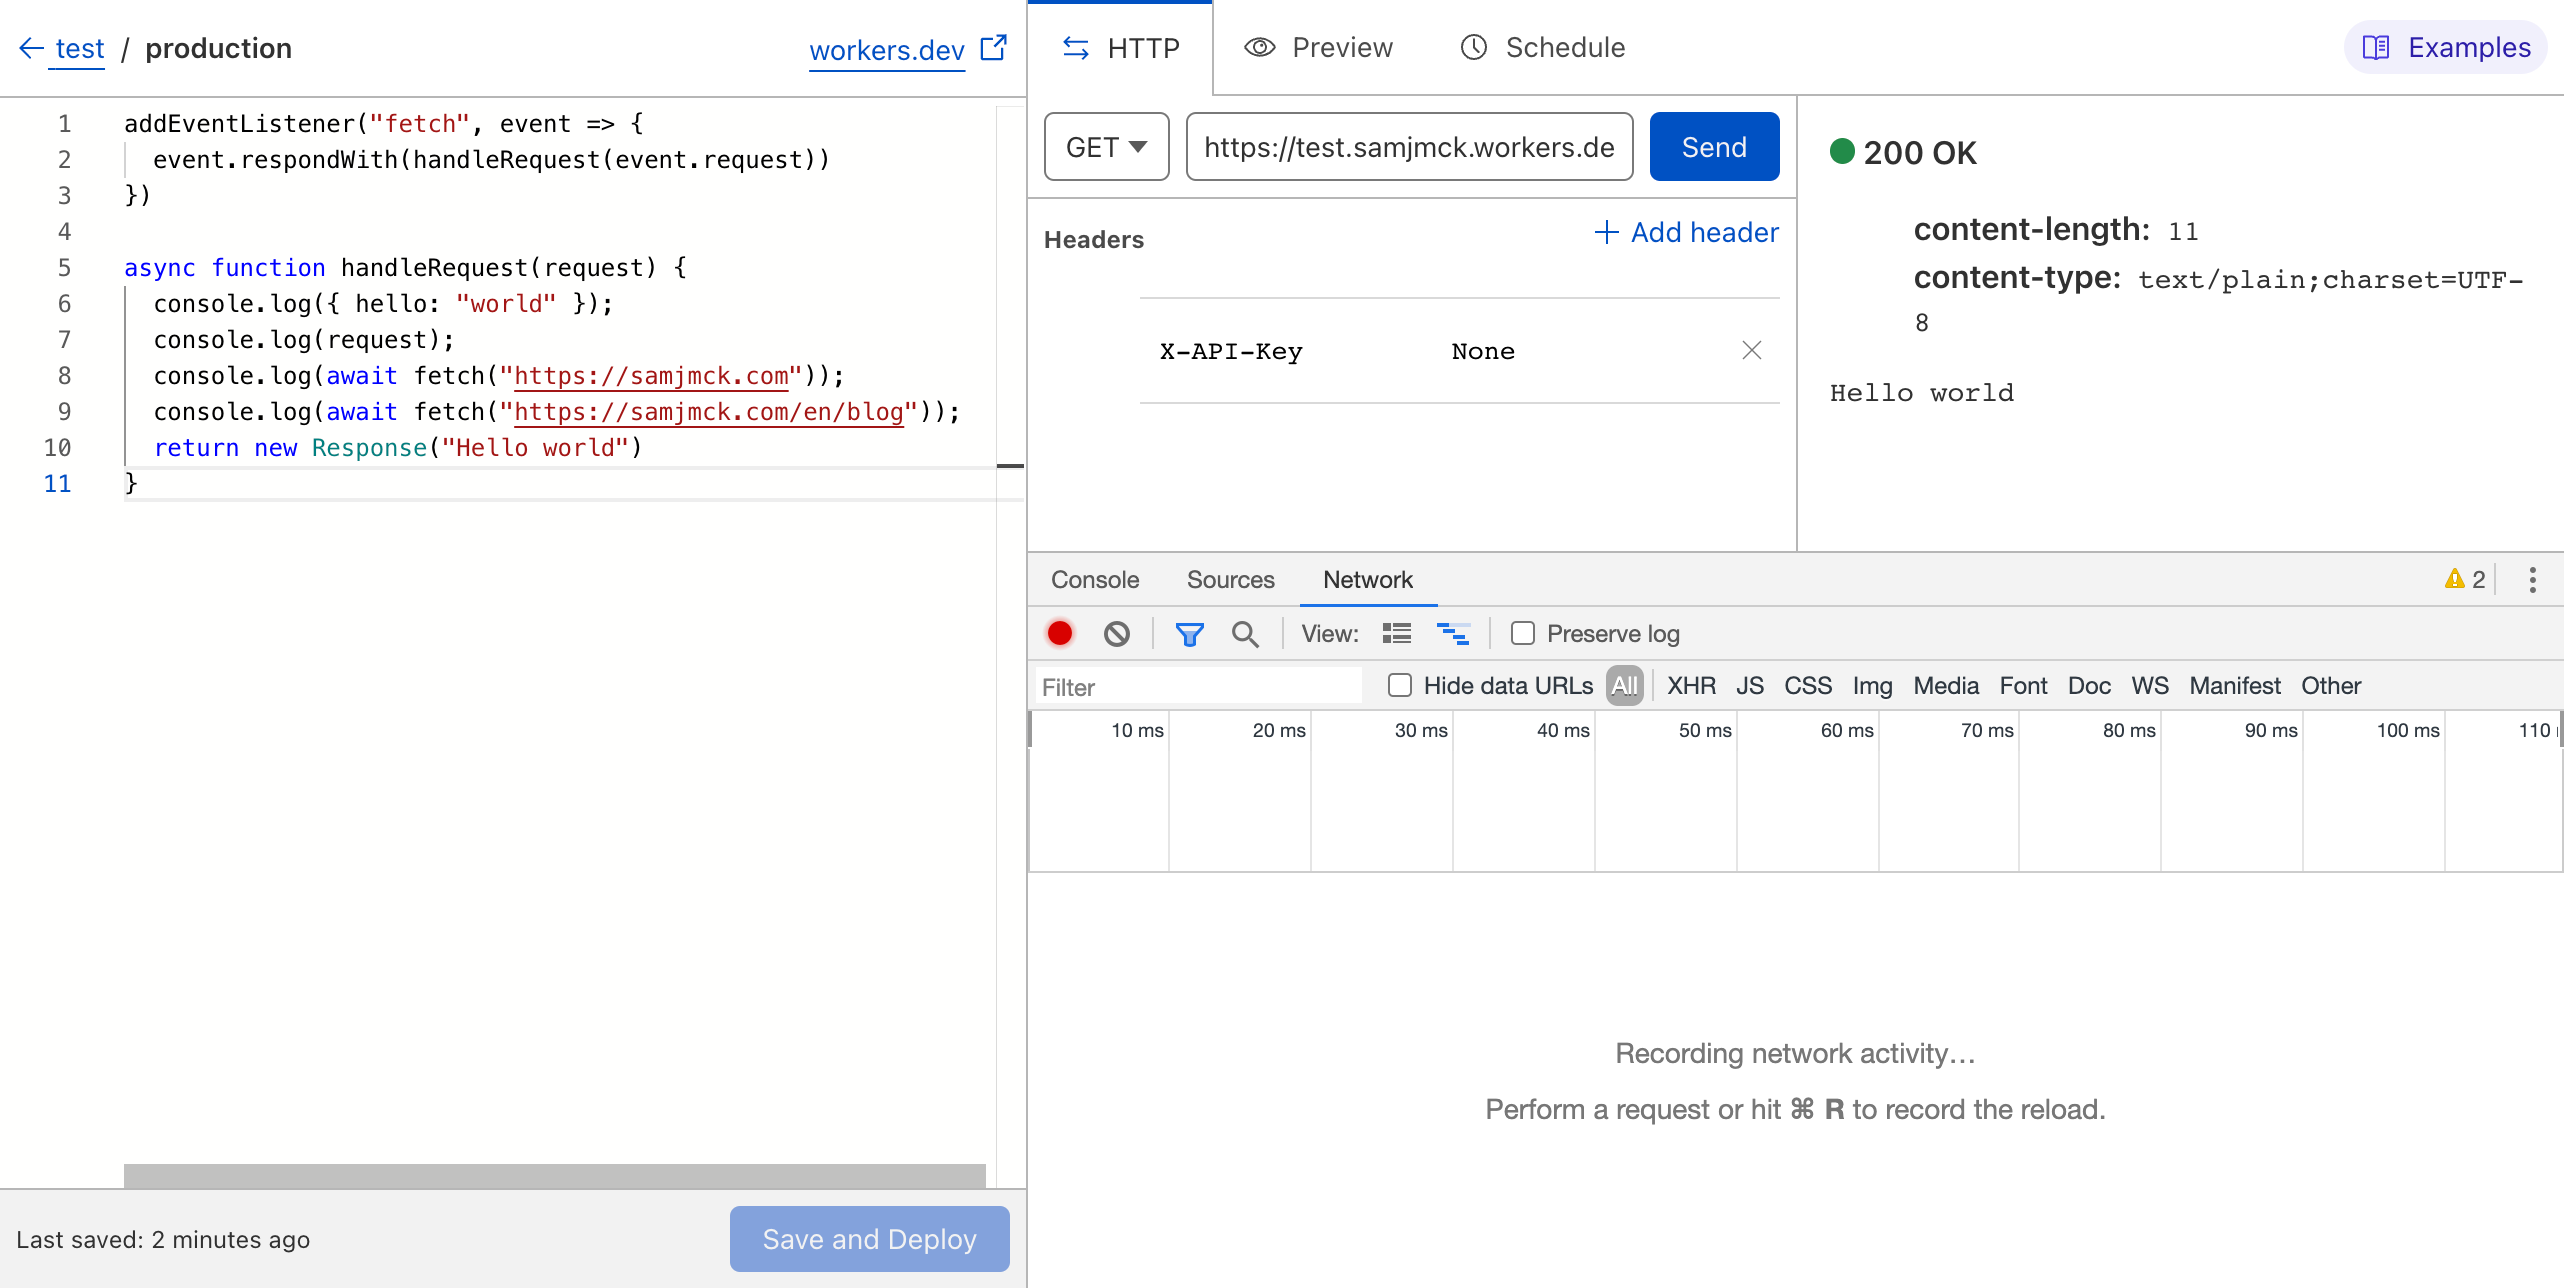 test / production
workers.dev
1 addEventListener("fetch", event => {
2   event.respondWith(handleRequest(event.request))
3 })
4
5 async function handleRequest(request) {
6   console.log({ hello: "world" });
7   console.log(request);
8   console.log(await fetch("https://samjmck.com"));
9   console.log(await fetch("https://samjmck.com/en/blog"));
10   return new Response("Hello world")
11 }
Last saved: 2 minutes ago
Save and Deploy
HTTP Preview Schedule Examples
GET https://test.samjmck.workers.de Send
Headers + Add header
X-API-Key None
200 OK
content-length: 11
content-type: text/plain;charset=UTF-
8
Hello world
Console Sources Network 2
View: Preserve log
Filter Hide data URLs All XHR JS CSS Img Media Font Doc WS Manifest Other
10 ms 20 ms 30 ms 40 ms 50 ms 60 ms 70 ms 80 ms 90 ms 100 ms 110
Recording network activity…
Perform a request or hit ⌘ R to record the reload.